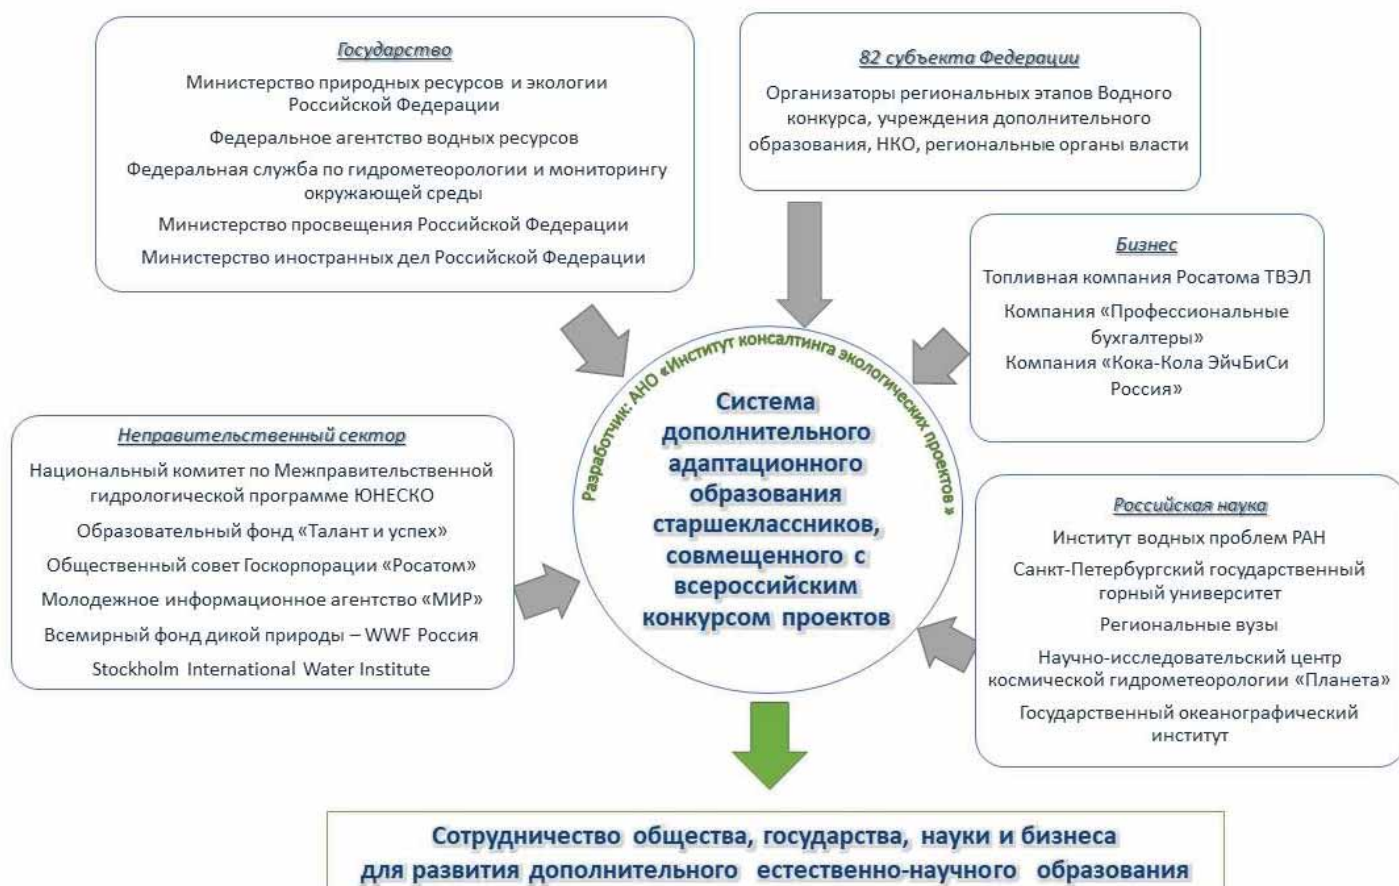 Государство
Министерство природных ресурсов и экологии
Российской Федерации
Федеральное агентство водных ресурсов
Федеральная служба по гидрометеорологии и мониторингу
окружающей среды
Министерство просвещения Российской Федерации
Министерство иностранных дел Российской Федерации
82 субъекта Федерации
Организаторы региональных этапов Водного
конкурса, учреждения дополнительного
образования, НКО, региональные органы власти
Бизнес
Топливная компания Росатома ТВЭЛ
Компания «Профессиональные
бухгалтеры»
Компания «Кока-Кола ЭйчБиСи
Россия»
Разработчик: АНО «Институт консалтинга экологических проектов»
Система
дополнительного
адаптационного
образования
старшеклассников,
совмещенного с
всероссийским
конкурсом проектов
Неправительственный сектор
Национальный комитет по Межправительственной
гидрологической программе ЮНЕСКО
Образовательный фонд «Талант и успех»
Общественный совет Госкорпорации «Росатом»
Молодежное информационное агентство «МИР»
Всемирный фонд дикой природы – WWF Россия
Stockholm International Water Institute
Российская наука
Институт водных проблем РАН
Санкт-Петербургский государственный
горный университет
Региональные вузы
Научно-исследовательский центр
космической гидрометеорологии «Планета»
Государственный океанографический
институт
Сотрудничество общества, государства, науки и бизнеса
для развития дополнительного естественно-научного образования